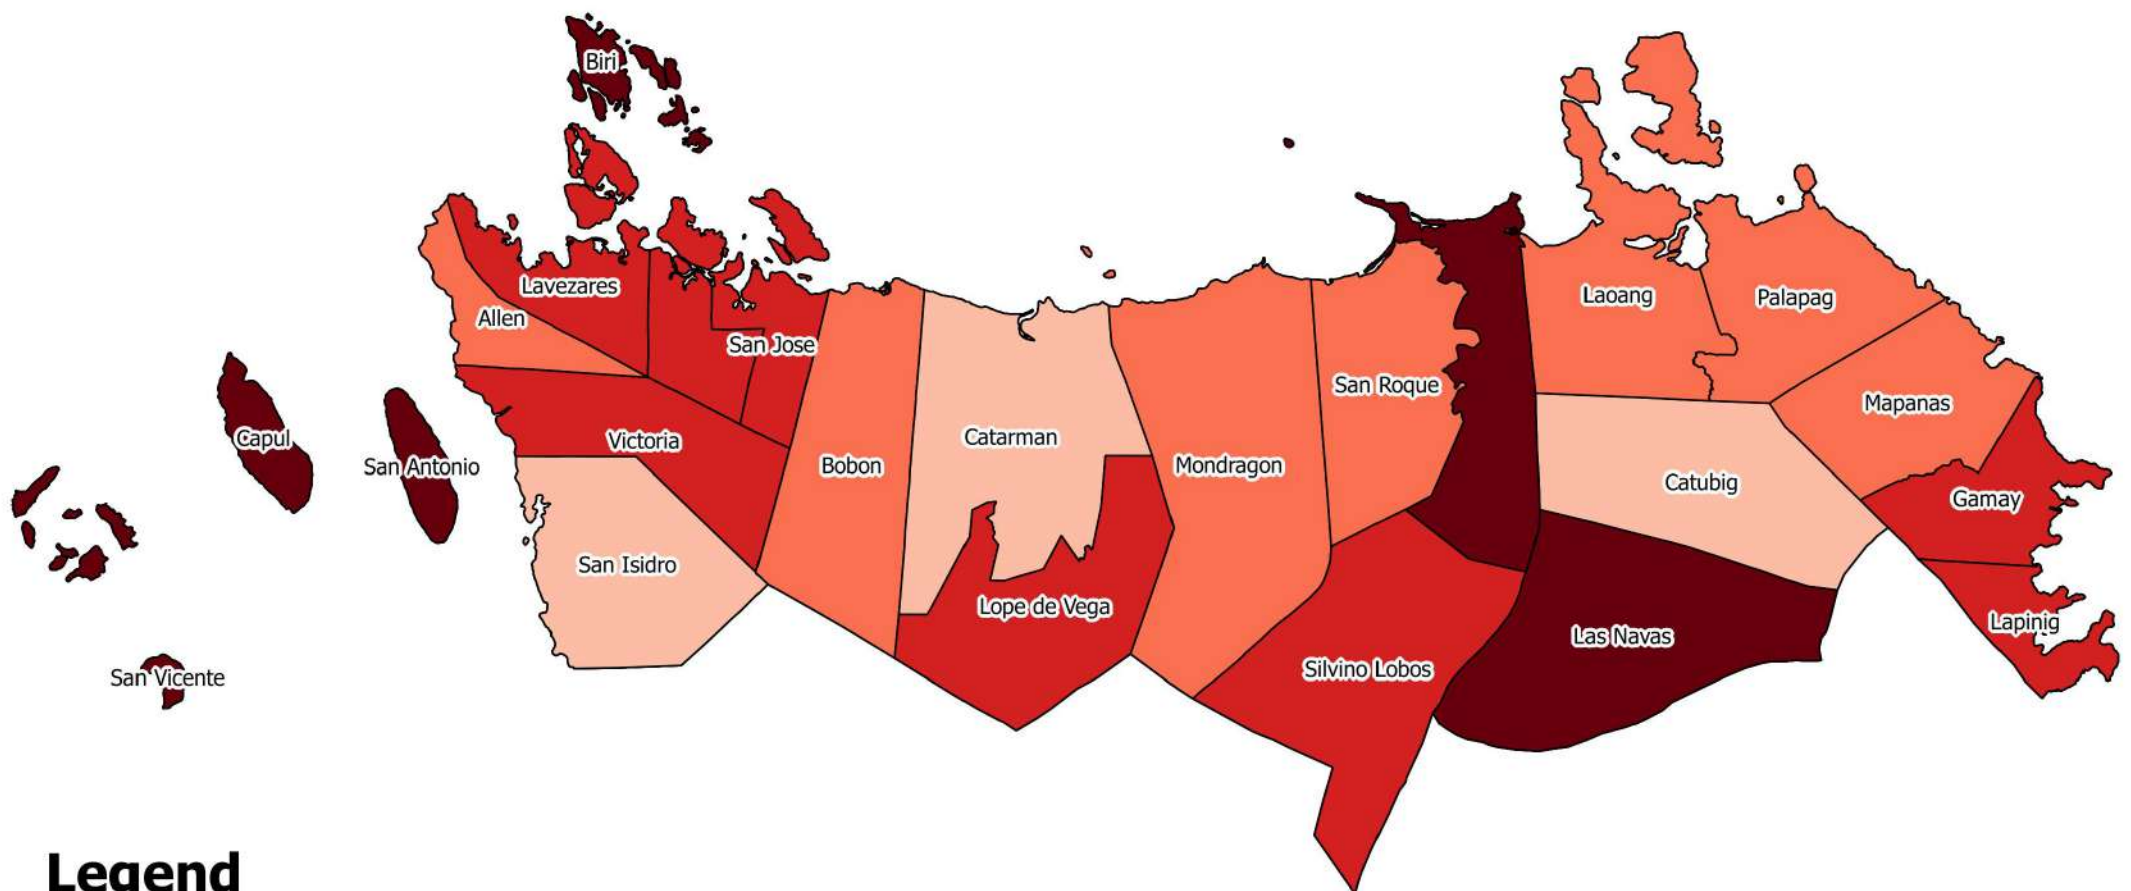 Biri
Lavezares
Allen
San Jose
Laoang
Palapag
San Roque
Mapanas
Capul
San Antonio
Victoria
Bobon
Catarman
Mondragon
Catubig
Gamay
San Isidro
Lope de Vega
Las Navas
Lapinig
San Vicente
Silvino Lobos
Legend